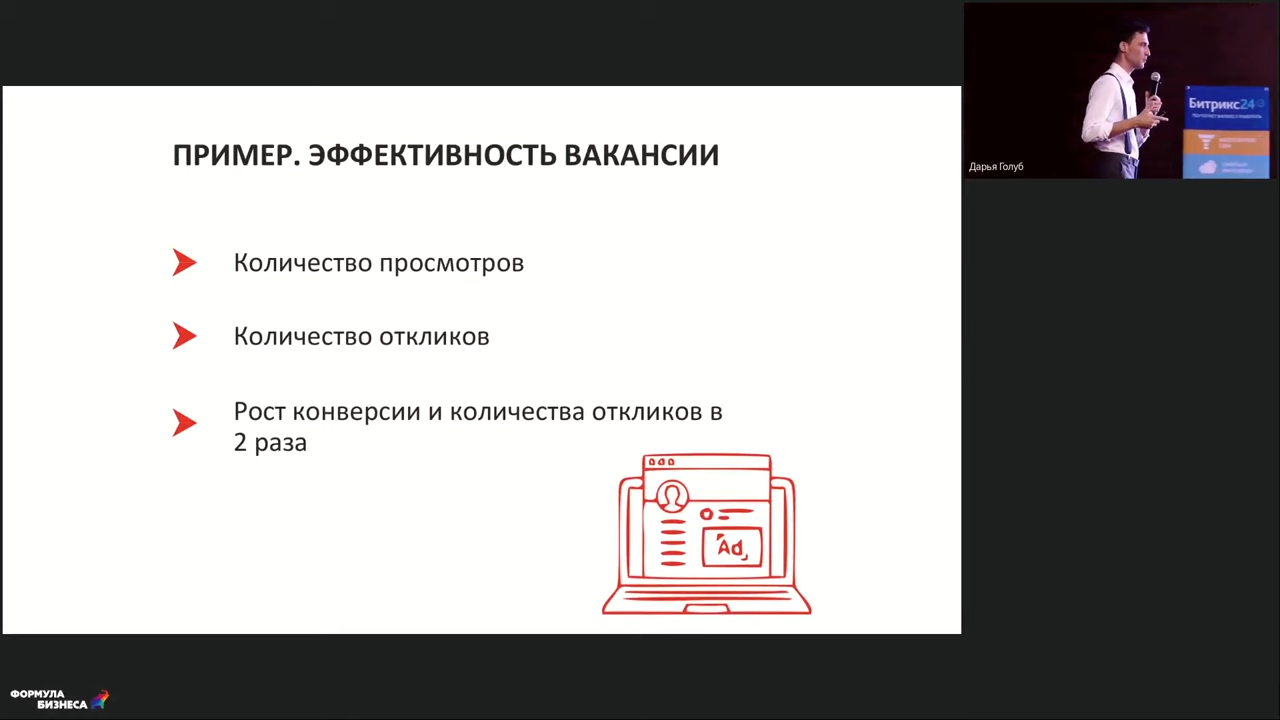 ПРИМЕР. ЭФФЕКТИВНОСТЬ ВАКАНСИИ
Количество просмотров
Количество откликов
Рост конверсии и количества откликов в
2 раза
Ad
Дарья Голуб
Битрикс24
ФОРМУЛА
БИЗНЕСА